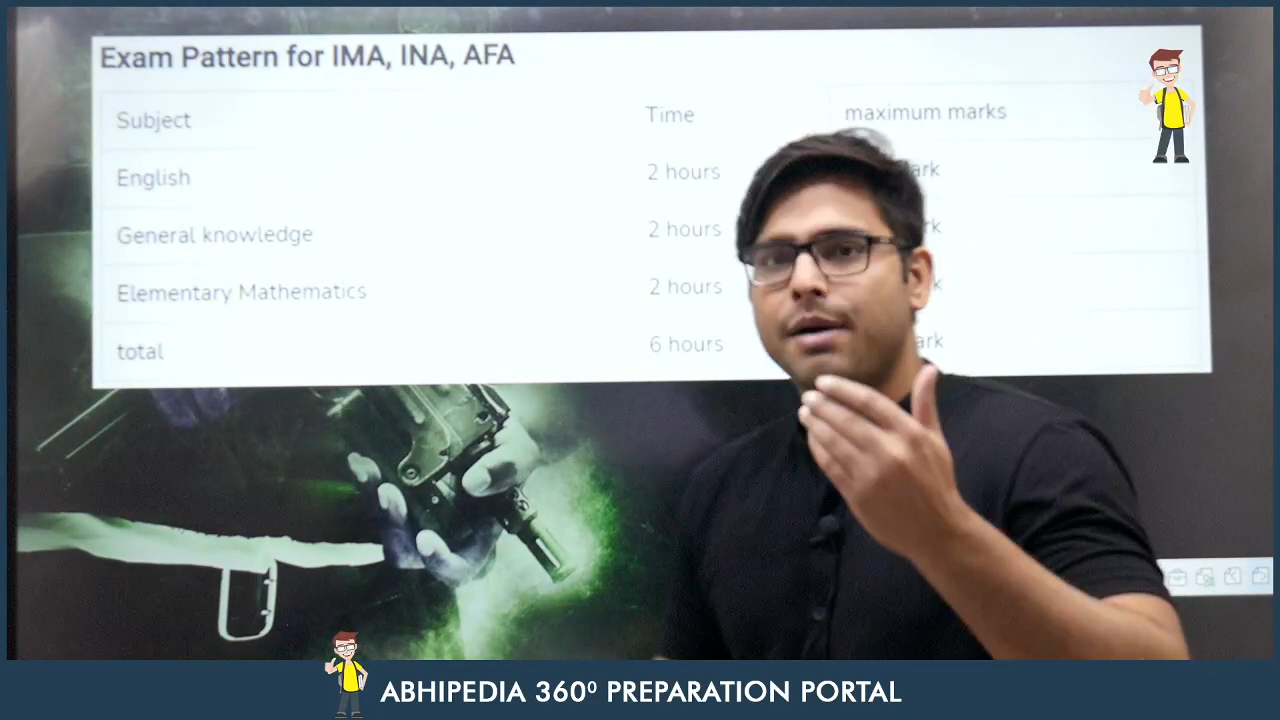 Exam Pattern for IMA, INA, AFA
Subject Time maximum marks
English 2 hours
General knowledge 2 hours
Elementary Mathematics 2 hours
total 6 hours
ABHIPEDIA 360⁰ PREPARATION PORTAL